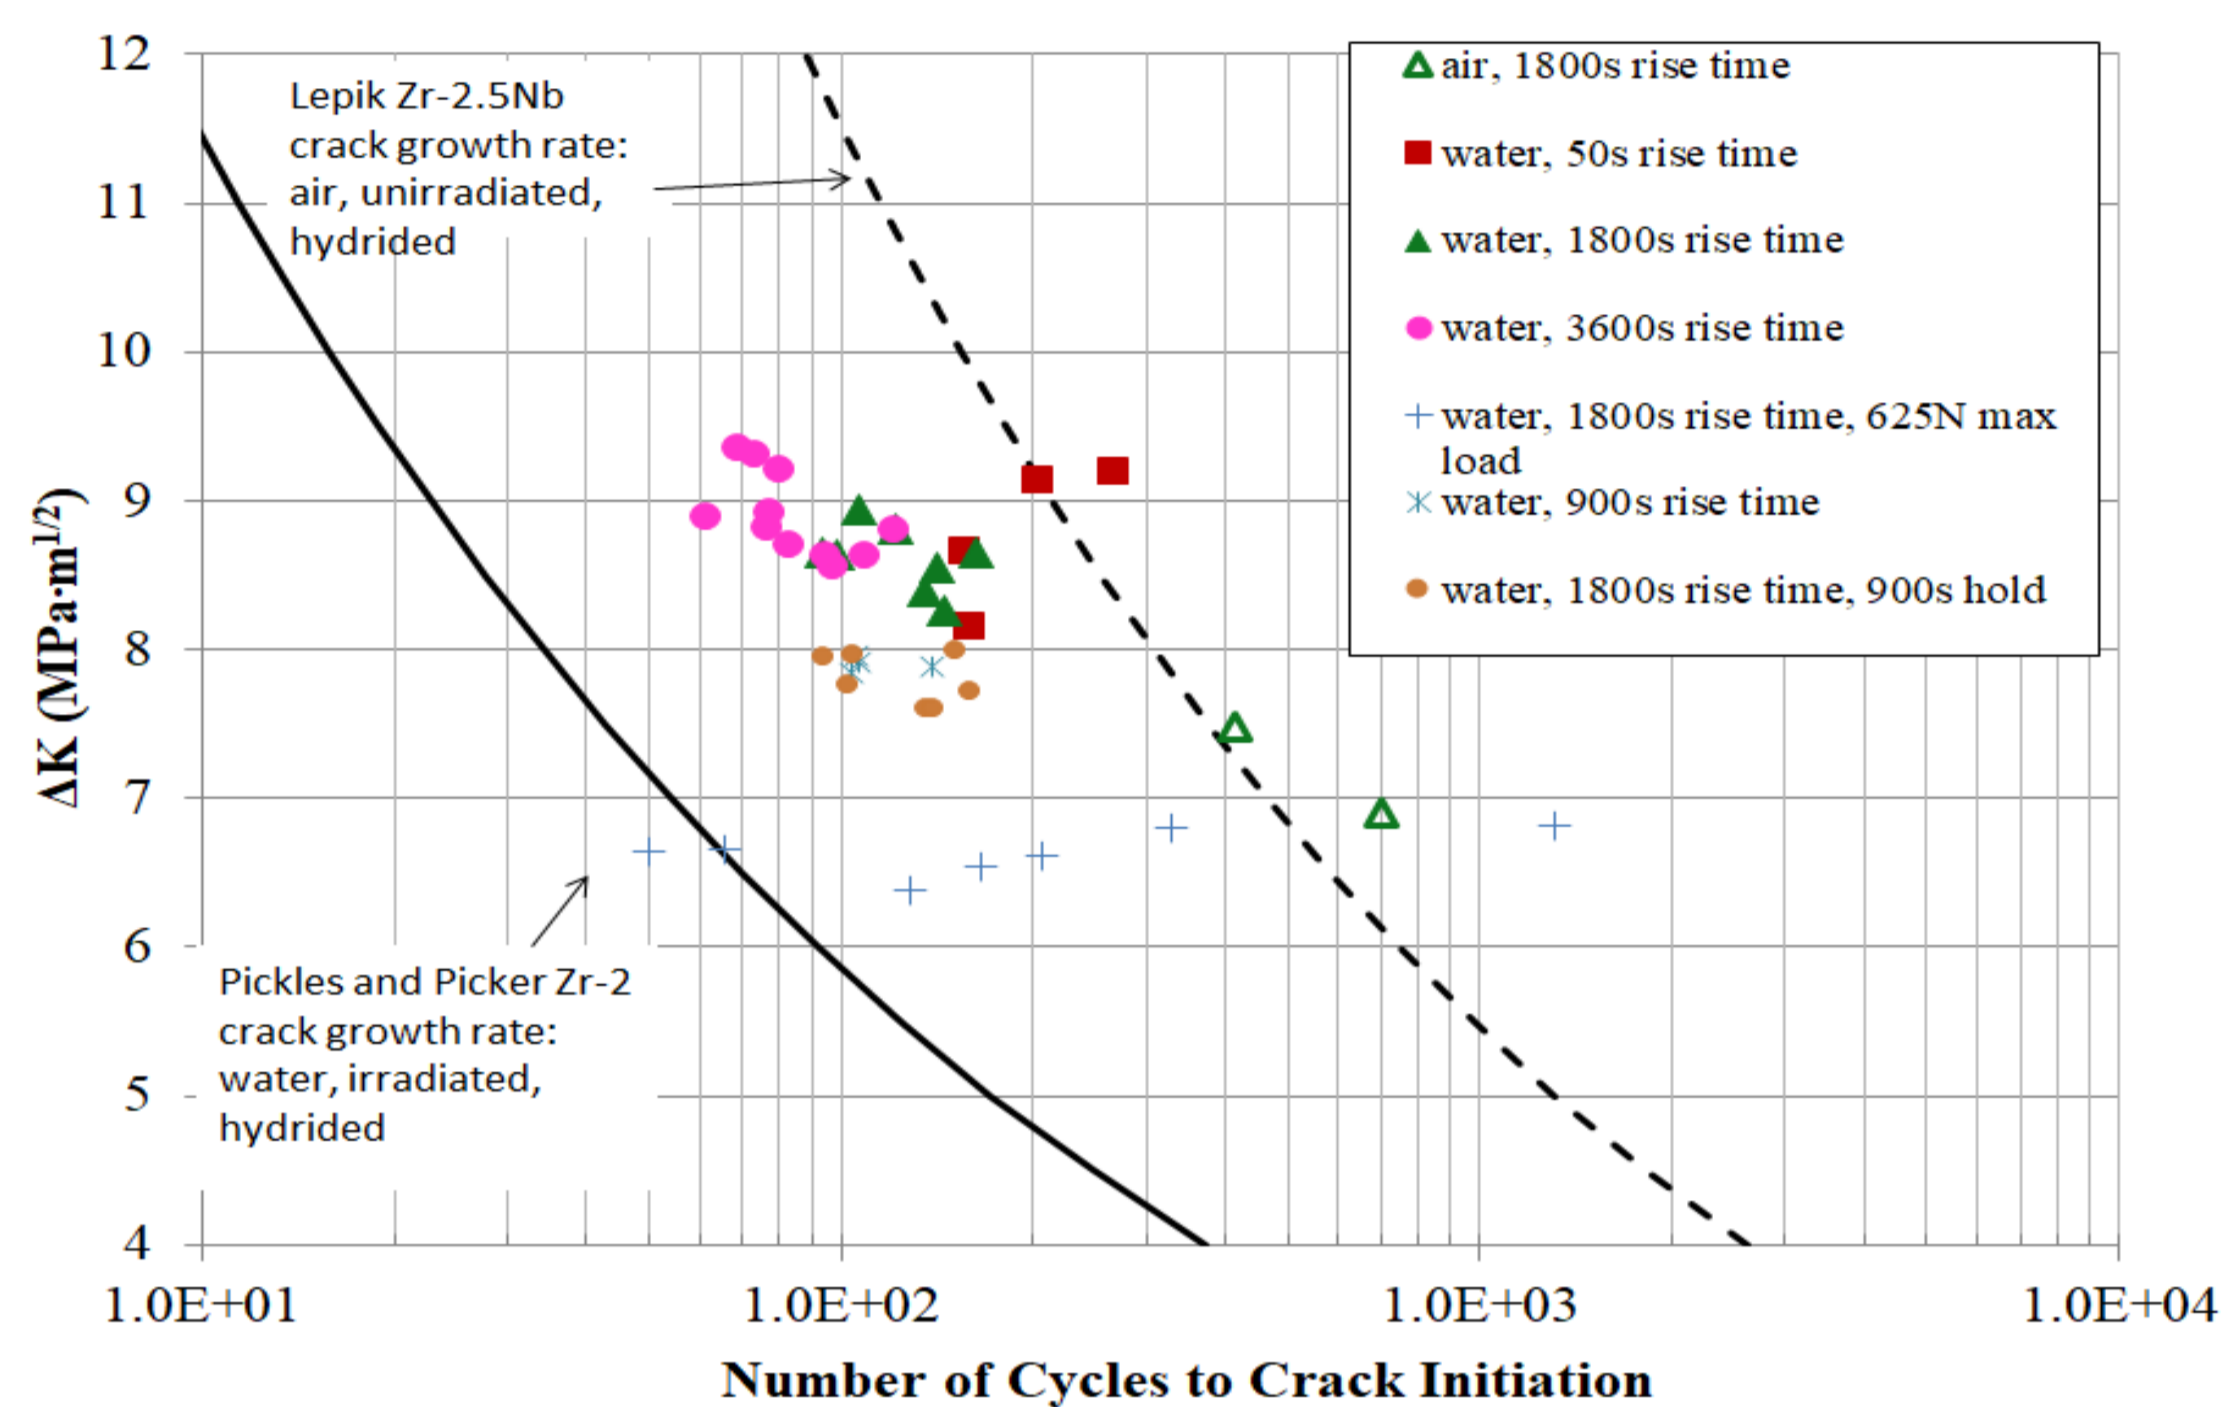 12
11
10
9
8
7
6
5
4
ΔK (MPa·m^1/2)
Lepik Zr-2.5Nb
crack growth rate:
air, unirradiated,
hydrided
Pickles and Picker Zr-2
crack growth rate:
water, irradiated,
hydrided
air, 1800s rise time
water, 50s rise time
water, 1800s rise time
water, 3600s rise time
water, 1800s rise time, 625N max
load
water, 900s rise time
water, 1800s rise time, 900s hold
1.0E+01 1.0E+02 1.0E+03 1.0E+04
Number of Cycles to Crack Initiation